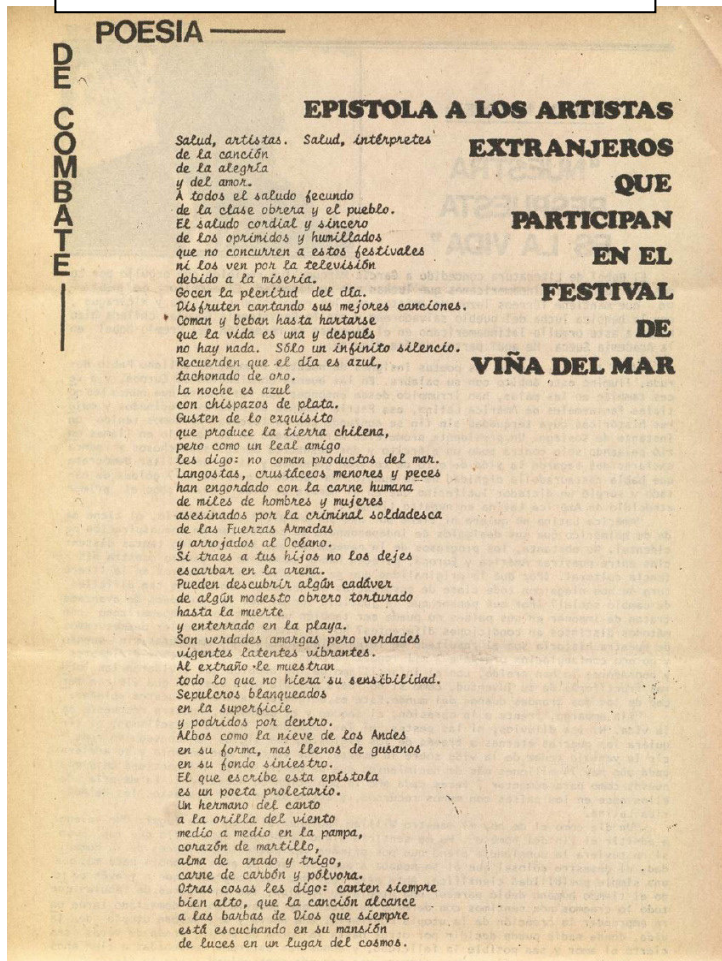 POESIA
DE COMBATE
EPISTOLA A LOS ARTISTAS
EXTRANJEROS
QUE
PARTICIPAN
EN EL
FESTIVAL
DE
VIÑA DEL MAR
Salud, artistas. Salud, intérpretes
de la canción
de la alegría
y del amor.
A todos el saludo fecundo
de la clase obrera y el pueblo.
El saludo cordial y sincero
de los oprimidos y humillados
que no concurren a estos festivales
ni los ven por la televisión
debido a la miseria.
Gocen la plenitud del día.
Disfruten cantando sus mejores canciones.
Coman y beban hasta hartarse
que la vida es una y después
no hay nada. Sólo un infinito silencio.
Recuerden que el día es azul,
tachonado de oro.
La noche es azul
con chispazos de plata.
Gusten de lo exquisito
que produce la tierra chilena,
pero como un leal amigo
les digo: no coman productos del mar.
Langostas, crustáceos menores y peces
han engordado con la carne humana
de miles de hombres y mujeres
asesinados por la criminal soldadesca
de las Fuerzas Armadas
y arrojados al Océano.
Si traes a tus hijos no los dejes
escarbar en la arena.
Pueden descubrir algún cadáver
de algún modesto obrero torturado
hasta la muerte
y enterrado en la playa.
Son verdades amargas pero verdades
vigentes latentes vibrantes.
Al extraño le muestran
todo lo que no hiera su sensibilidad.
Sepulcros blanqueados
en la superficie
y podridos por dentro.
Albos como la nieve de los Andes
en su forma, mas llenos de gusanos
en su fondo siniestro.
El que escribe esta epístola
es un poeta proletario.
Un hermano del canto
a la orilla del viento
medio a medio en la pampa,
corazón de martillo,
alma de arado y trigo,
carne de carbón y pólvora.
Otras cosas les digo: canten siempre
bien alto, que la canción alcance
a las barbas de Dios que siempre
está escuchando en su mansión
de luces en un lugar del cosmos.